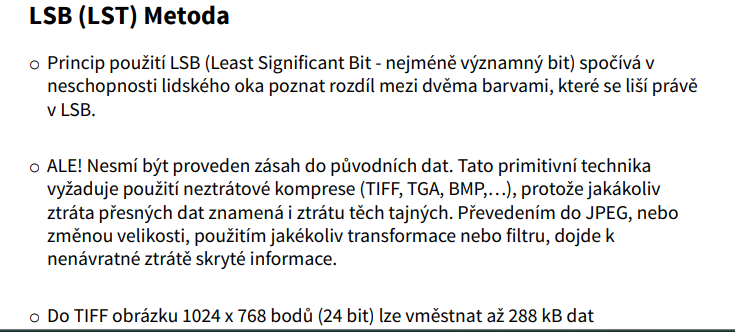 LSB (LST) Metoda
○ Princip použití LSB (Least Significant Bit - nejméně významný bit) spočívá v
neschopnosti lidského oka poznat rozdíl mezi dvěma barvami, které se liší právě
v LSB.
○ ALE! Nesmí být proveden zásah do původních dat. Tato primitivní technika
vyžaduje použití neztrátové komprese (TIFF, TGA, BMP,…), protože jakákoliv
ztráta přesných dat znamená i ztrátu těch tajných. Převedením do JPEG, nebo
změnou velikosti, použitím jakékoliv transformace nebo filtru, dojde k
nenávratné ztrátě skryté informace.
○ Do TIFF obrázku 1024 x 768 bodů (24 bit) lze vměstnat až 288 kB dat